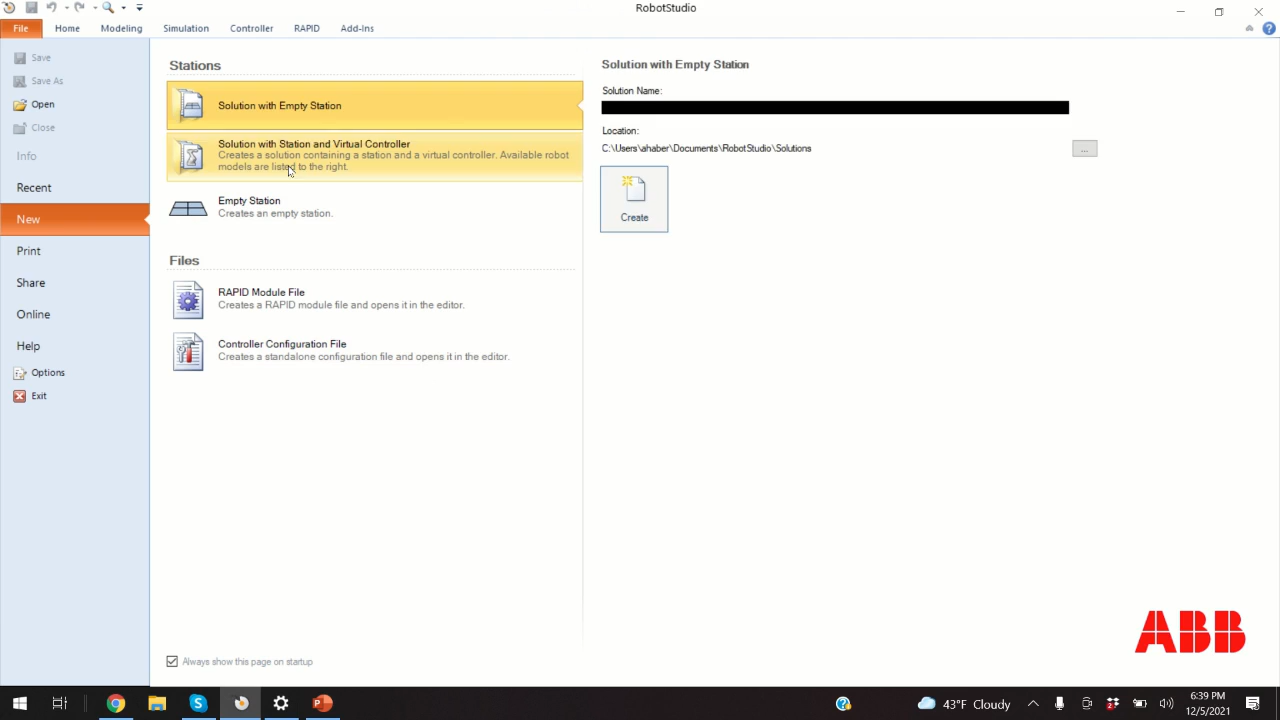 RobotStudio
File Home Modeling Simulation Controller RAPID Add-Ins
Save
Save As
Open
Close
Info
Recent
New
Print
Share
Online
Help
Options
Exit
Stations
Solution with Empty Station
Solution with Station and Virtual Controller
Creates a solution containing a station and a virtual controller. Available robot
models are listed to the right.
Empty Station
Creates an empty station.
Files
RAPID Module File
Creates a RAPID module file and opens it in the editor.
Controller Configuration File
Creates a standalone configuration file and opens it in the editor.
Always show this page on startup
Solution with Empty Station
Solution Name:
Location:
C:\Users\ahaber\Documents\RobotStudio\Solutions
...
Create
ABB
43°F Cloudy
6:39 PM
12/5/2021